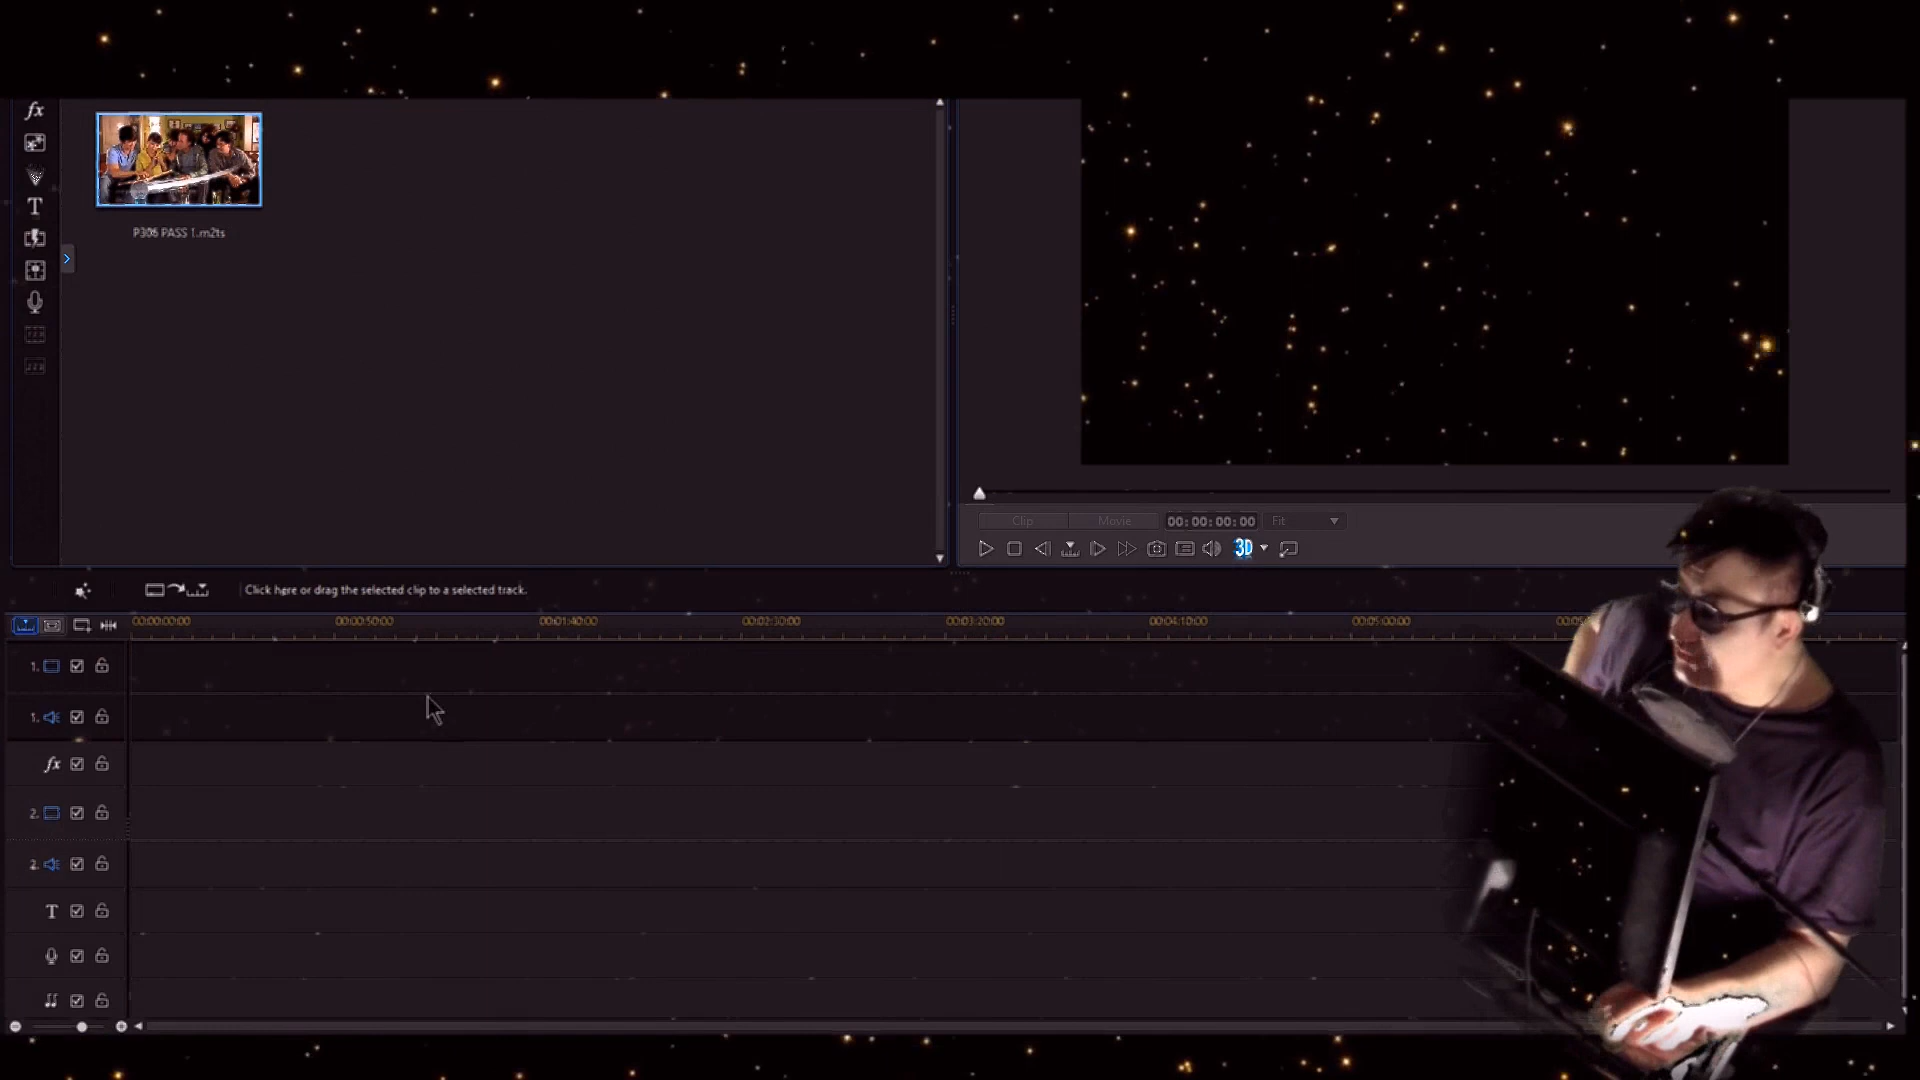 fx
T
P306 PASS 1.m2ts
Clip Movie 00:00:00:00 Fit
3D
Click here or drag the selected clip to a selected track.
00:00:00:00 00:00:50:00 00:01:40:00 00:02:30:00 00:03:20:00 00:04:10:00 00:05:00:00
1.
1.
fx
2.
2.
T